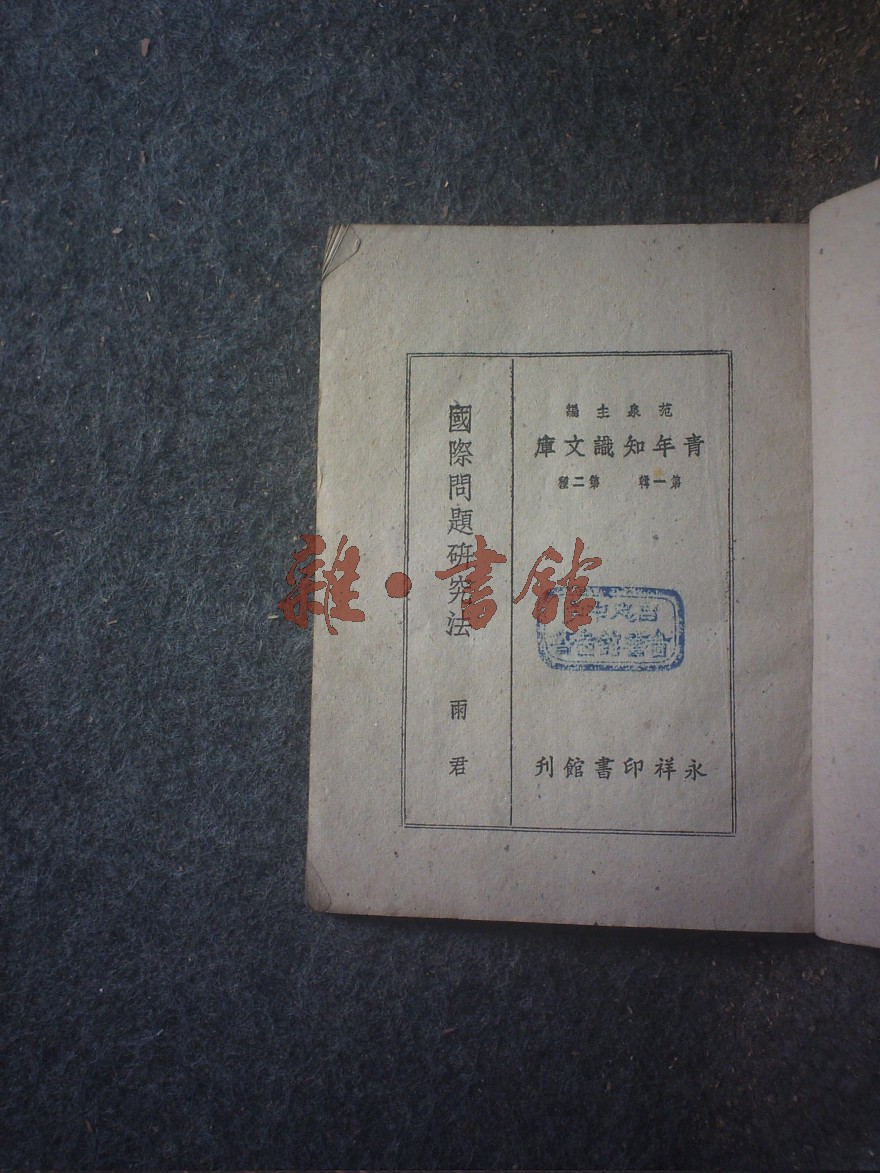 范泉主編
青年知識文庫
第一輯 第二種
永祥印書館刊
國際問題研究法
雨君
雜·書館